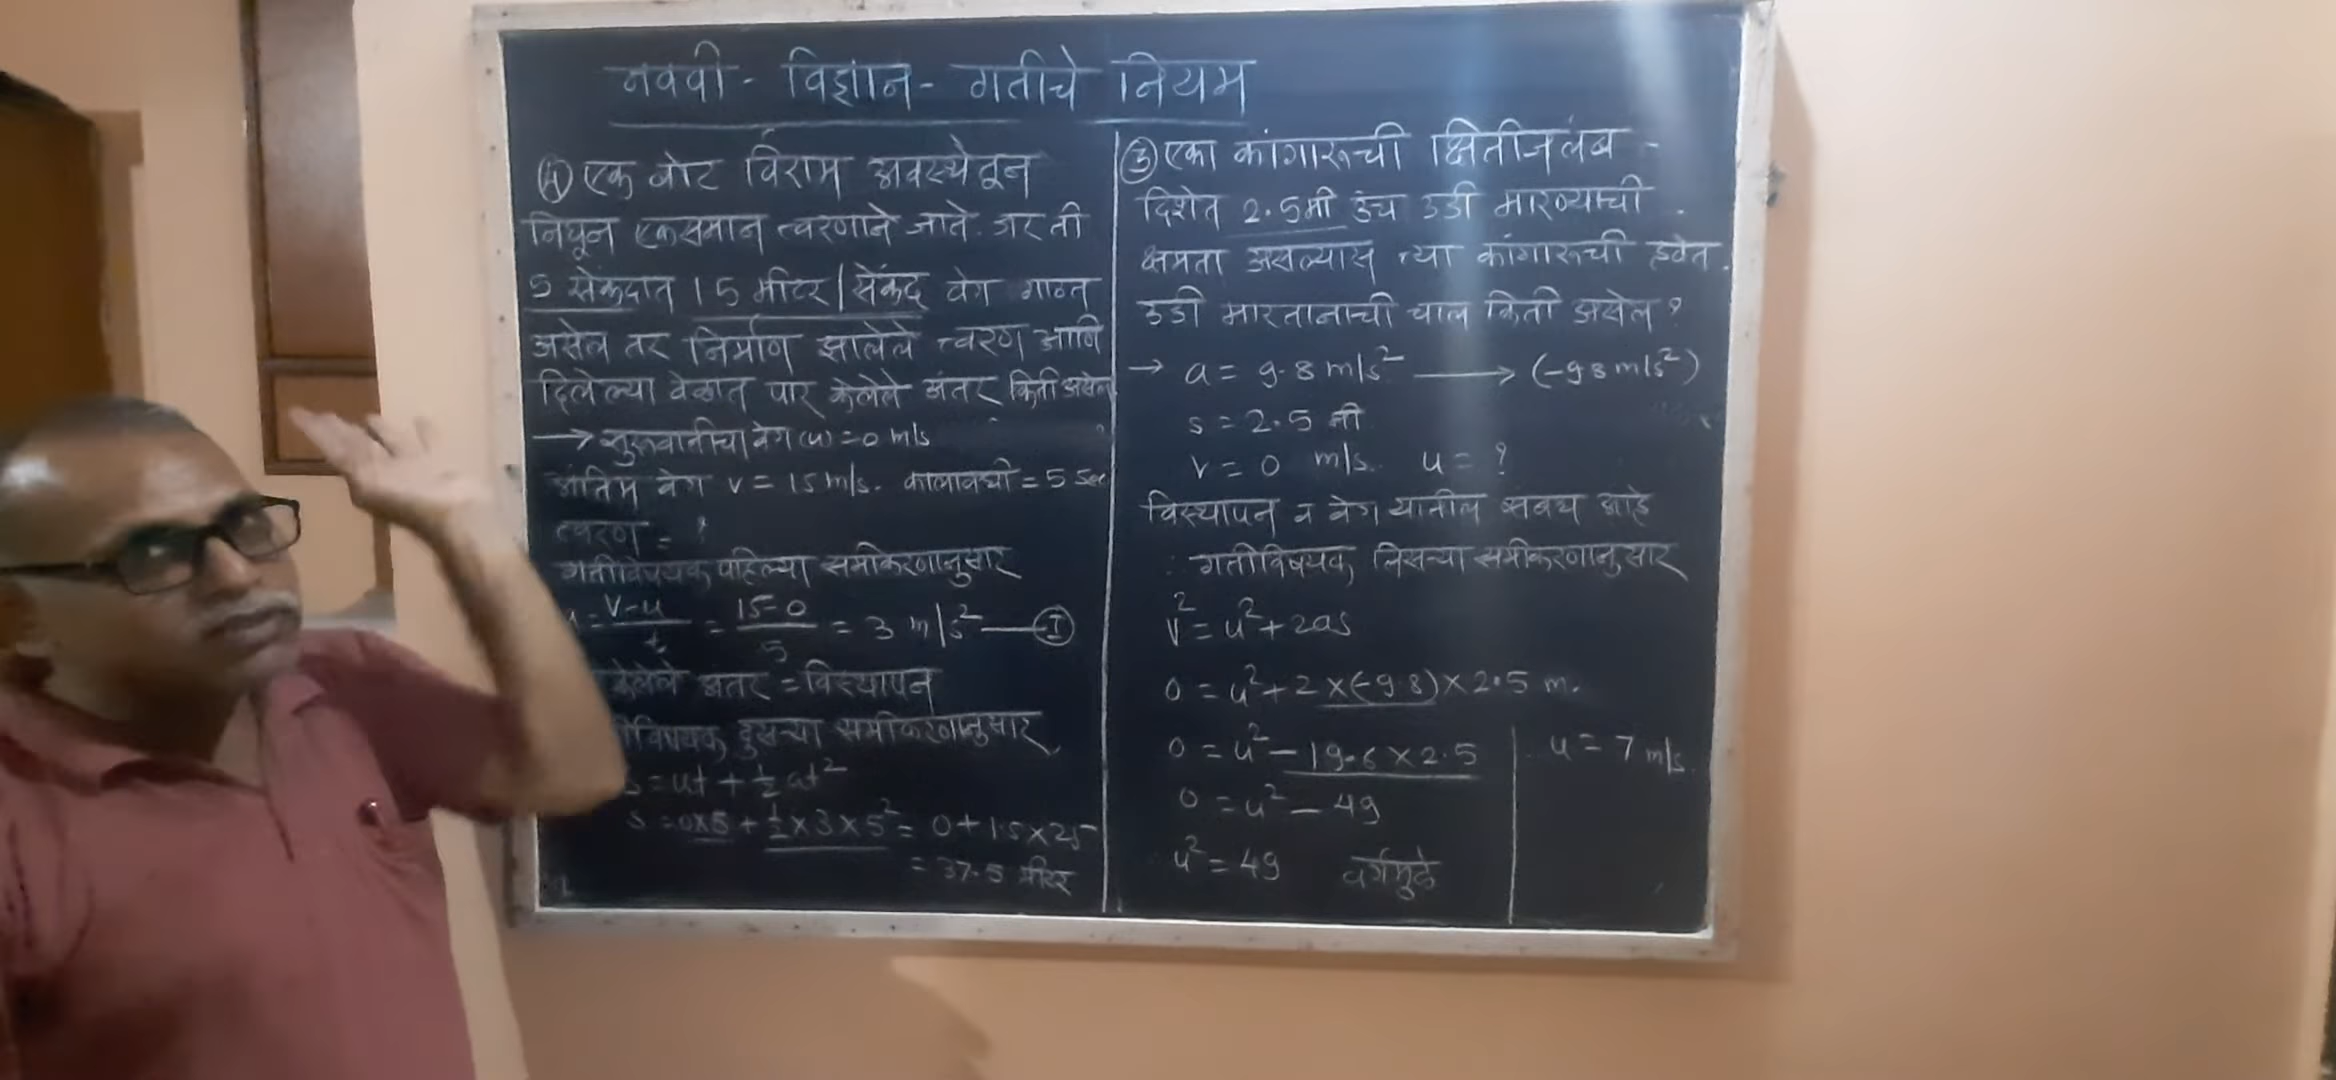 नववी - विज्ञान - गतीचे नियम
④ एक बोट विराम अवस्थेतून
निघून एकसमान त्वरणाने जाते. जर ती
5 सेकंदात 15 मीटर/सेकंद वेग गाठत
असेल तर निर्माण झालेले त्वरण आणि
दिलेल्या वेळात पार केलेले अंतर किती असेल
→ सुरूवातीचा वेग (u) = 0 m/s
अंतिम वेग v = 15 m/s. कालावधी = 5 Sec
त्वरण = ?
गतीविषयक पहिल्या समीकरणानुसार
= v-u / t = 15-0 / 5 = 3 m/s² — Ⓘ
केलेले अंतर = विस्थापन
दुसऱ्या समीकरणानुसार
s = ut + ½ at²
s = 0×5 + ½ × 3 × 5² = 0 + 1.5 × 25
= 37.5 मीटर
③ एका कांगारूची क्षितीजलंब -
दिशेत 2.5 मी उंच उडी मारण्याची
क्षमता असल्यास त्या कांगारूची हवेत
उडी मारतानाची चाल किती असेल ?
→ a = 9.8 m/s² ⟶ (-9.8 m/s²)
s = 2.5 मी
v = 0 m/s. u = ?
विस्थापन व वेग यातील संबंध आहे
∴ गतीविषयक तिसऱ्या समीकरणानुसार
v² = u² + 2as
0 = u² + 2 × (-9.8) × 2.5 m.
0 = u² - 19.6 × 2.5
0 = u² - 49
u² = 49 वर्गमुळे
u = 7 m/s.